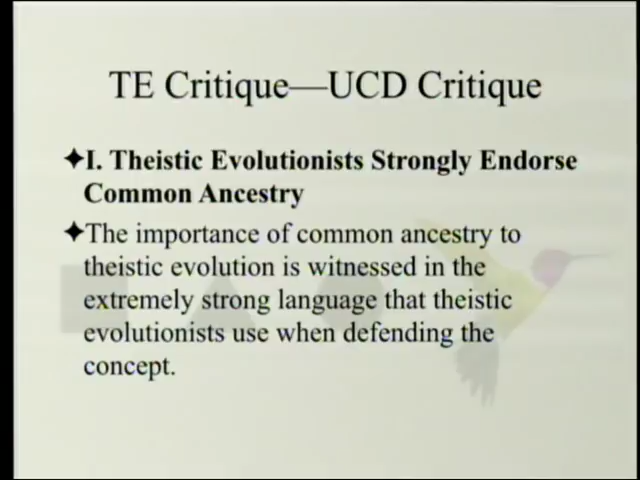 TE Critique—UCD Critique
✦I. Theistic Evolutionists Strongly Endorse
Common Ancestry
✦The importance of common ancestry to
theistic evolution is witnessed in the
extremely strong language that theistic
evolutionists use when defending the
concept.